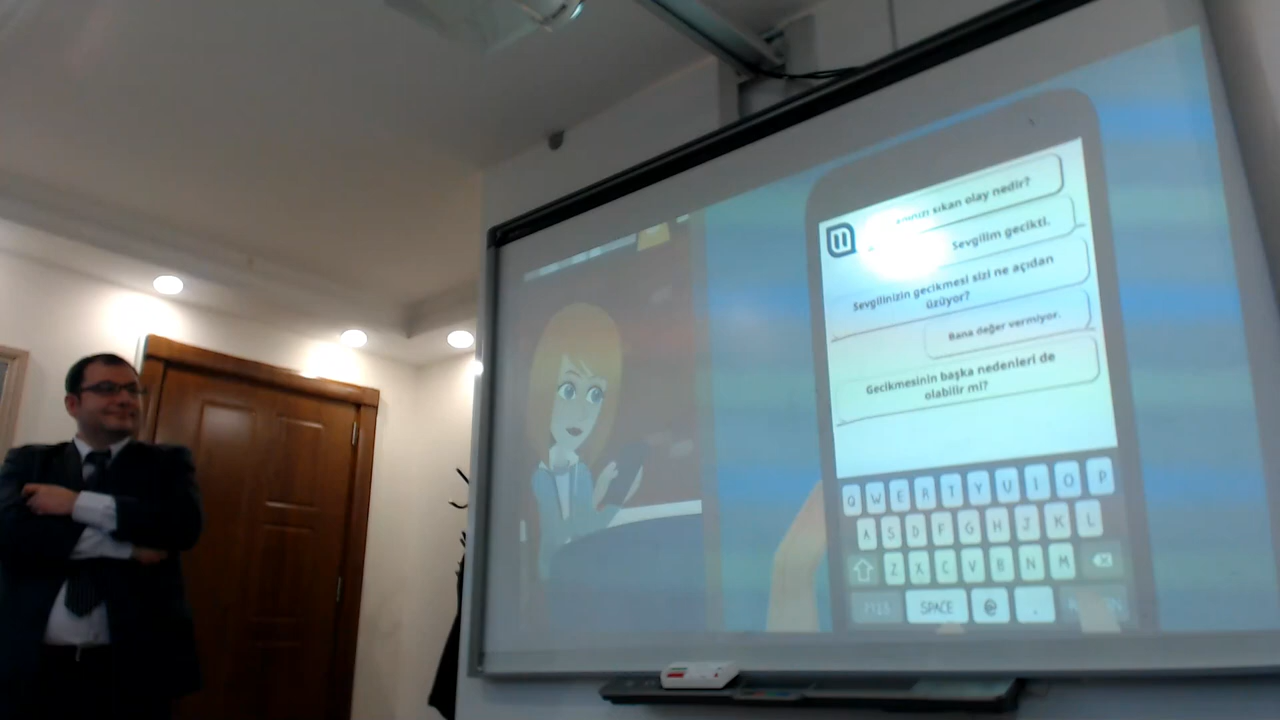 sıkan olay nedir?
Sevgilim gecikti.
Sevgilinizin gecikmesi sizi ne açıdan
üzüyor?
Bana değer vermiyor.
Gecikmesinin başka nedenleri de
olabilir mi?
Q W E R T Y U I O P
A S D F G H J K L
Z X C V B N M
SPACE @ .